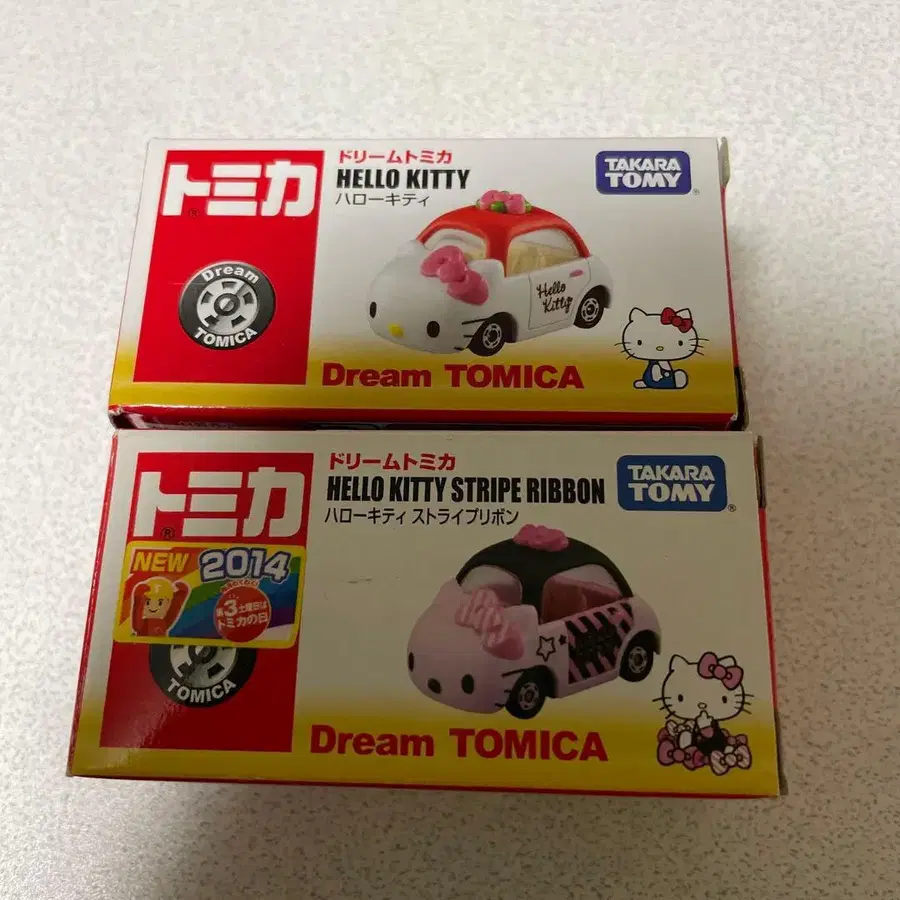 トミカ
®
Dream
TOMICA
ドリームトミカ
HELLO KITTY
ハローキティ
TAKARA
TOMY®
Hello
Kitty
Dream TOMICA
トミカ
®
NEW 2014
第3土曜日は
トミカの日
TOMICA
ドリームトミカ
HELLO KITTY STRIPE RIBBON
ハローキティ ストライプリボン
TAKARA
TOMY®
Dream TOMICA